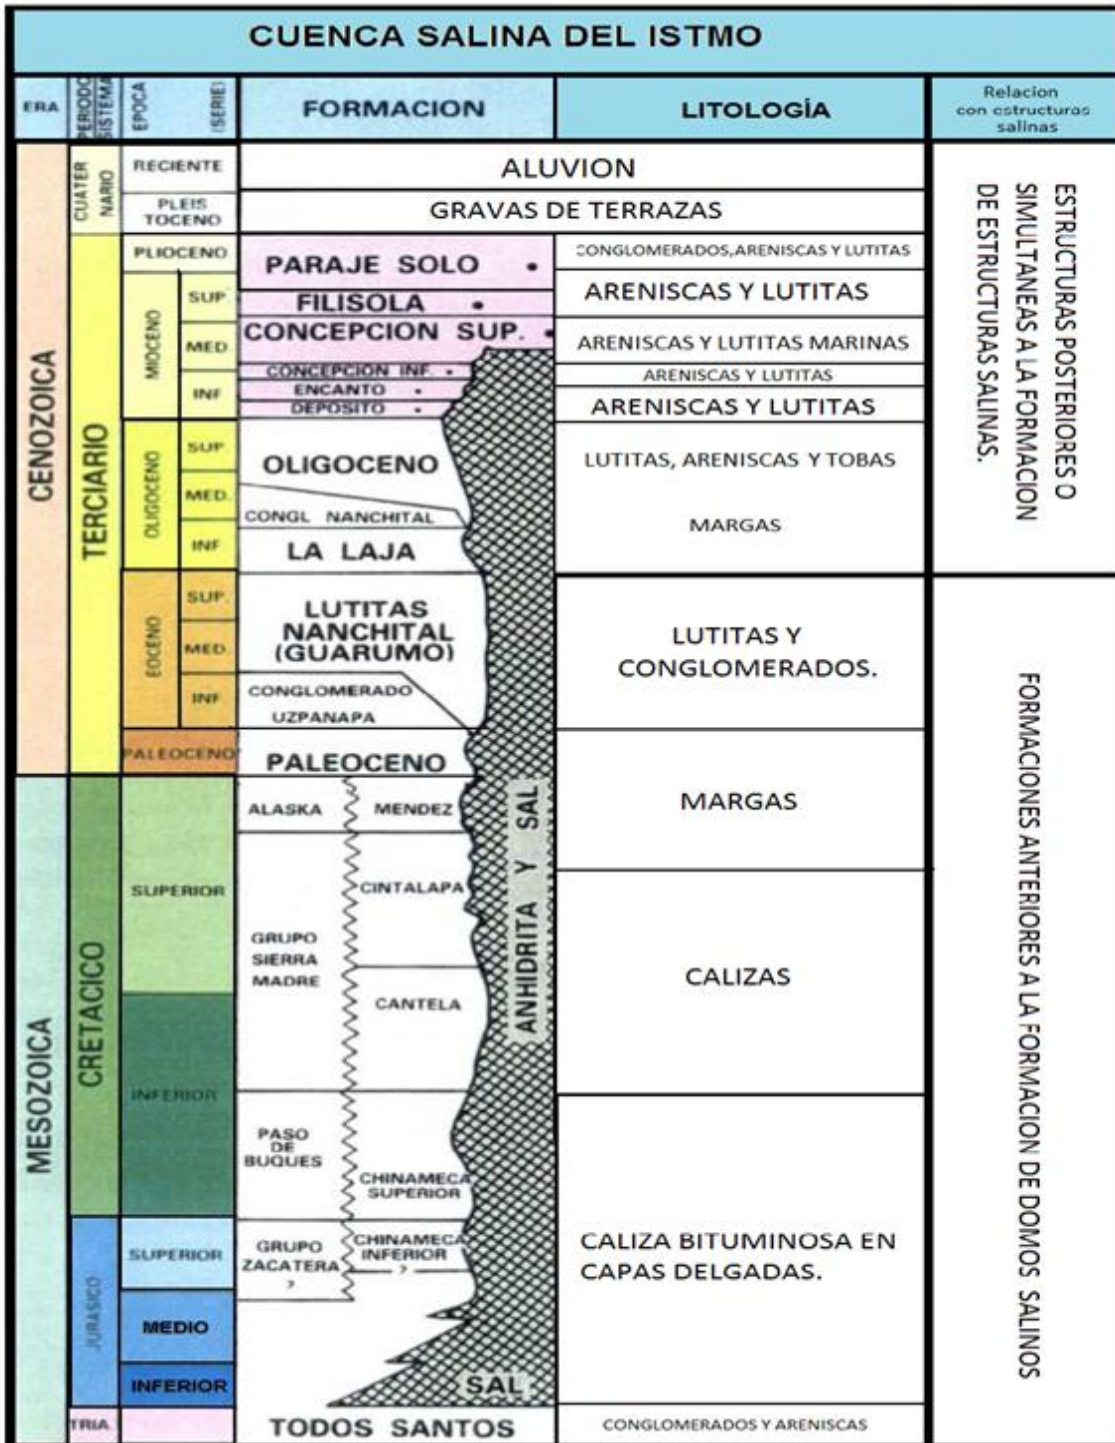 CUENCA SALINA DEL ISTMO
ERA
PERIODO
SISTEMA
EPOCA
(SERIE)
FORMACION
LITOLOGÍA
Relacion
con estructuras
salinas
CENOZOICA
CUATER
NARIO
RECIENTE
ALUVION
PLEIS
TOCENO
GRAVAS DE TERRAZAS
TERCIARIO
PLIOCENO
PARAJE SOLO
CONGLOMERADOS,ARENISCAS Y LUTITAS
MIOCENO
SUP.
FILISOLA
ARENISCAS Y LUTITAS
MED.
CONCEPCION SUP.
ARENISCAS Y LUTITAS MARINAS
CONCEPCION INF.
ARENISCAS Y LUTITAS
INF
ENCANTO
DEPOSITO
ARENISCAS Y LUTITAS
OLIGOCENO
SUP.
OLIGOCENO
LUTITAS, ARENISCAS Y TOBAS
MED.
CONGL NANCHITAL
INF
LA LAJA
MARGAS
ESTRUCTURAS POSTERIORES O
SIMULTANEAS A LA FORMACION
DE ESTRUCTURAS SALINAS.
EOCENO
SUP.
MED.
INF
LUTITAS
NANCHITAL
(GUARUMO)
LUTITAS Y
CONGLOMERADOS.
CONGLOMERADO
UZPANAPA
PALEOCENO
PALEOCENO
MESOZOICA
CRETACICO
SUPERIOR
ALASKA
MENDEZ
MARGAS
CINTALAPA
GRUPO
SIERRA
MADRE
CANTELA
CALIZAS
ANHIDRITA Y SAL
INFERIOR
PASO
DE
BUQUES
CHINAMECA
SUPERIOR
JURASICO
SUPERIOR
GRUPO
ZACATERA
?
CHINAMECA
INFERIOR
?
CALIZA BITUMINOSA EN
CAPAS DELGADAS.
MEDIO
INFERIOR
SAL
FORMACIONES ANTERIORES A LA FORMACION DE DOMOS SALINOS
TRIA
TODOS SANTOS
CONGLOMERADOS Y ARENISCAS